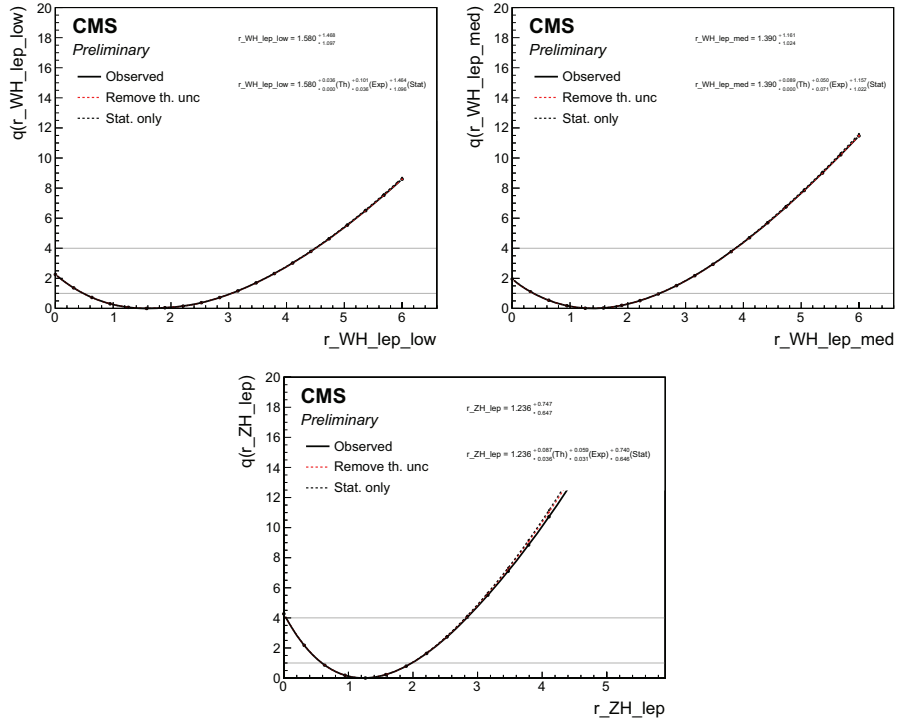 CMS
Preliminary
Observed
Remove th. unc
Stat. only
r_WH_lep_low = 1.580 +1.468 -1.097
r_WH_lep_low = 1.580 +0.036 -0.000 (Th) +0.101 -0.036 (Exp) +1.464 -1.096 (Stat)
q(r_WH_lep_low)
20
18
16
14
12
10
8
6
4
2
0
0 1 2 3 4 5 6
r_WH_lep_low
CMS
Preliminary
Observed
Remove th. unc
Stat. only
r_WH_lep_med = 1.390 +1.161 -1.024
r_WH_lep_med = 1.390 +0.089 -0.000 (Th) +0.050 -0.071 (Exp) +1.157 -1.022 (Stat)
q(r_WH_lep_med)
20
18
16
14
12
10
8
6
4
2
0
0 1 2 3 4 5 6
r_WH_lep_med
CMS
Preliminary
Observed
Remove th. unc
Stat. only
r_ZH_lep = 1.236 +0.747 -0.647
r_ZH_lep = 1.236 +0.087 -0.036 (Th) +0.059 -0.031 (Exp) +0.740 -0.646 (Stat)
q(r_ZH_lep)
20
18
16
14
12
10
8
6
4
2
0
0 1 2 3 4 5
r_ZH_lep